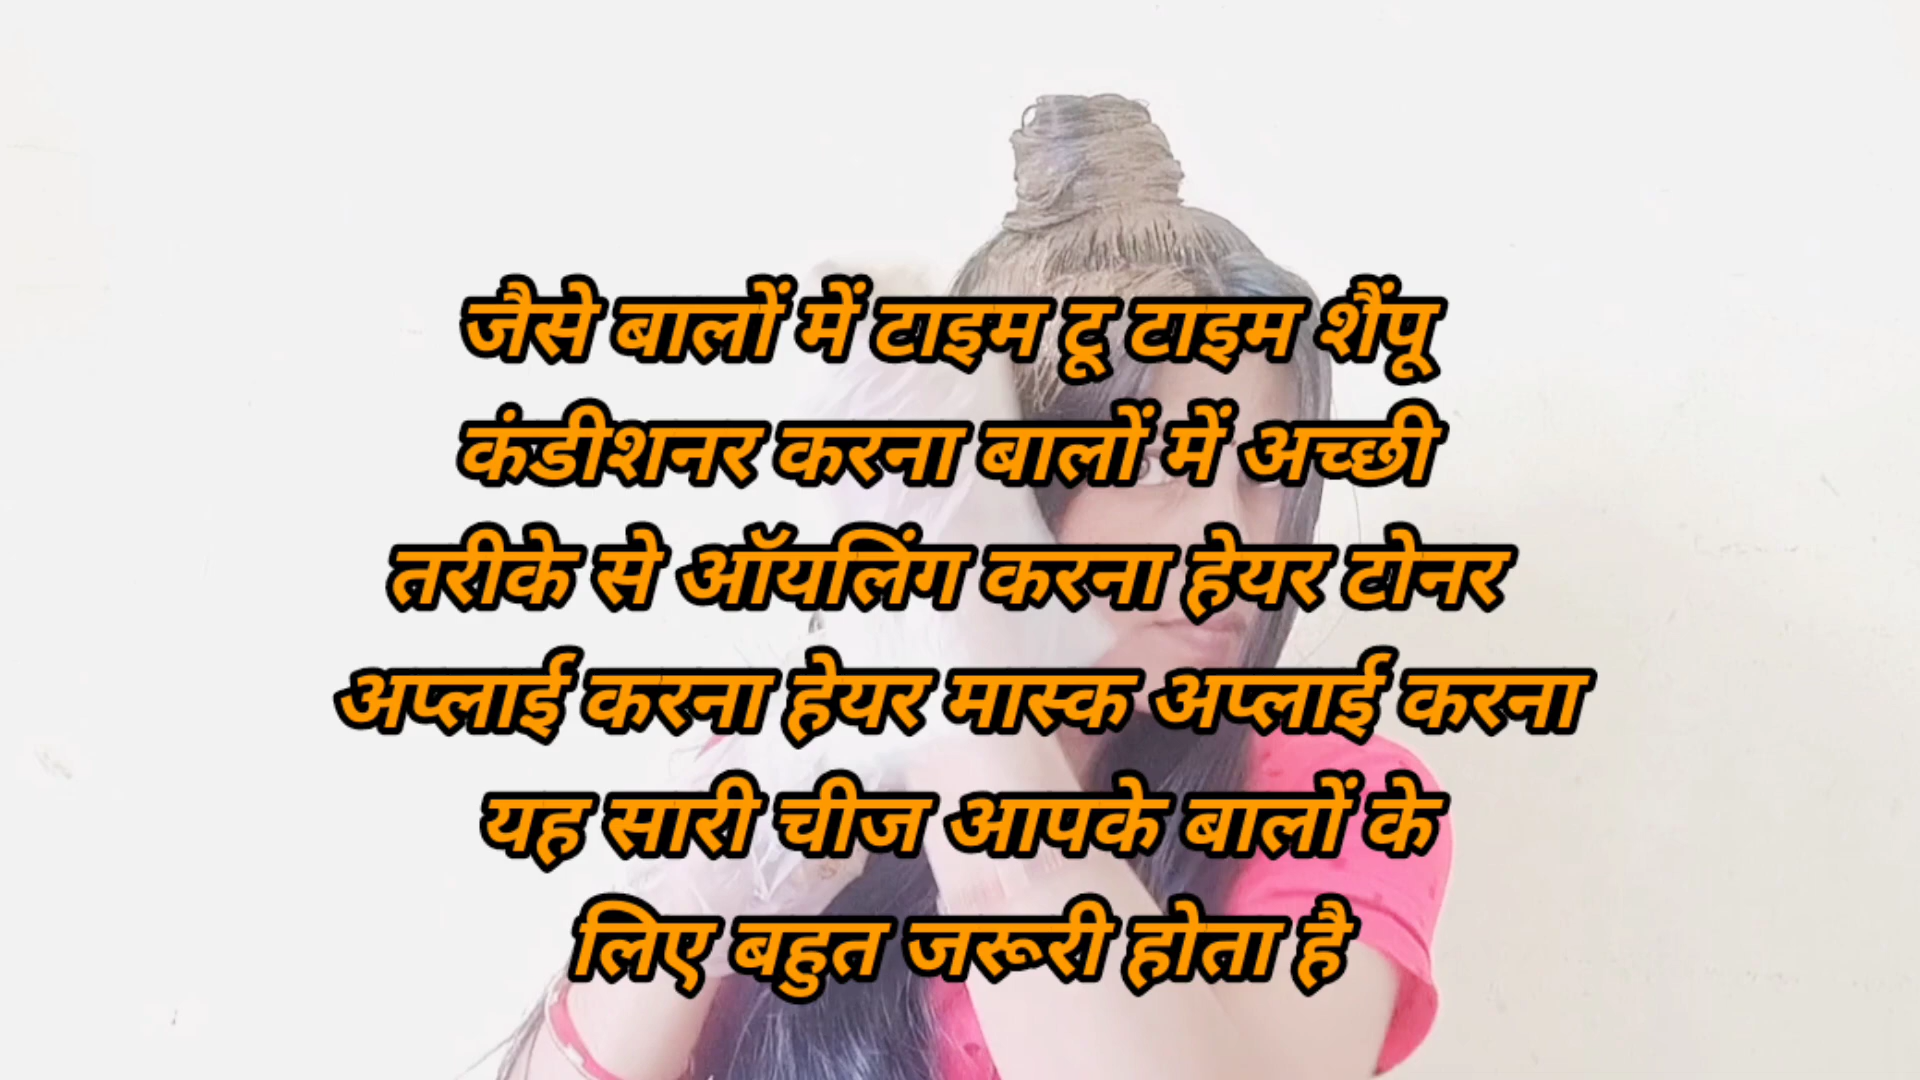 जैसे बालों में टाइम टू टाइम शैंपू
कंडीशनर करना बालों में अच्छी
तरीके से ऑयलिंग करना हेयर टोनर
अप्लाई करना हेयर मास्क अप्लाई करना
यह सारी चीज आपके बालों के
लिए बहुत जरूरी होता है